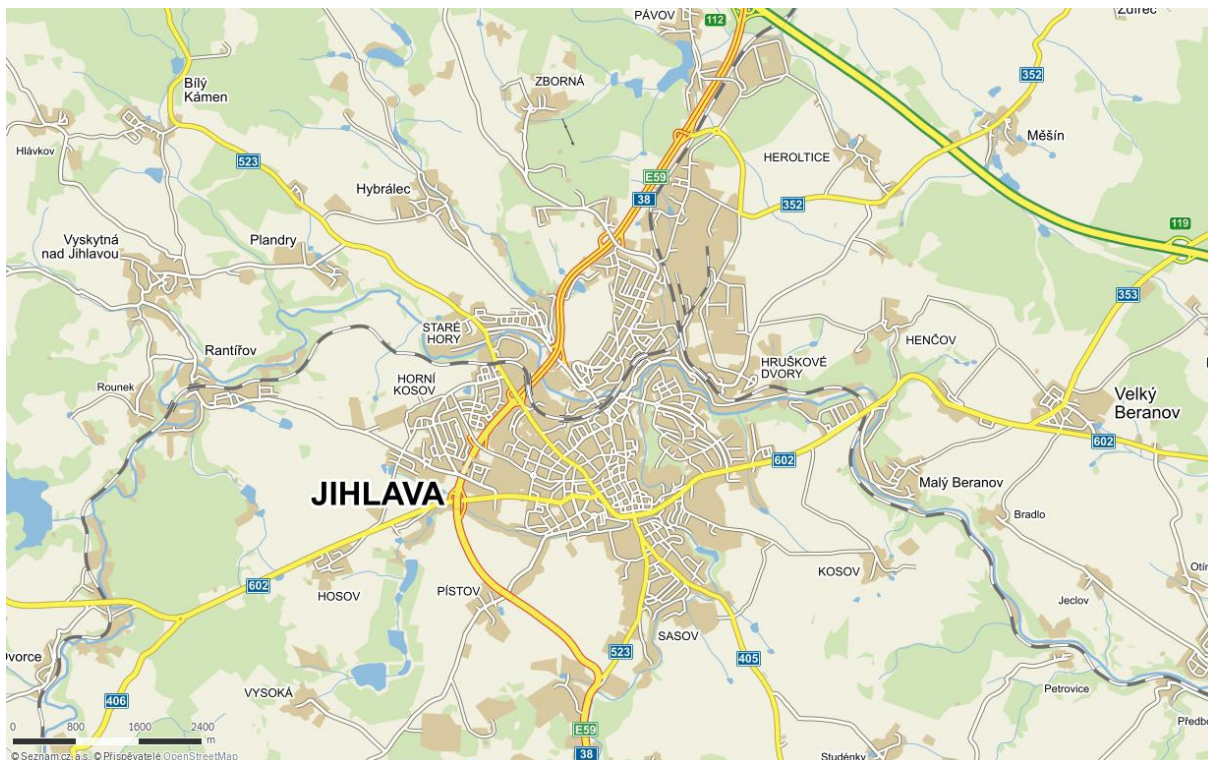 PÁVOV
112
Ždírec
Bílý
Kámen
ZBORNÁ
352
Měšín
Hlávkov
523
HEROLTICE
E59
Hybrálec
38
352
119
Vyskytná
nad Jihlavou
Plandry
353
STARÉ
HORY
HENČOV
Rantířov
HRUŠKOVÉ
DVORY
Rounek
HORNÍ
KOSOV
Velký
Beranov
602
602
JIHLAVA
Malý Beranov
Bradlo
602
HOSOV
PÍSTOV
KOSOV
Jeclov
SASOV
523
405
Dvorce
406
VYSOKÁ
Petrovice
E59
38
Studénky
0 800 1600 2400
m
© Seznam.cz, a.s. © Přispěvatelé OpenStreetMap